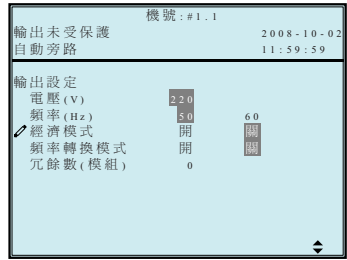 機號:#1.1
輸出未受保護 2008-10-02
自動旁路 11:59:59
輸出設定
電壓(V) 220
頻率(Hz) 50 60
經濟模式 開 關
頻率轉換模式 開 關
冗餘數(模組) 0